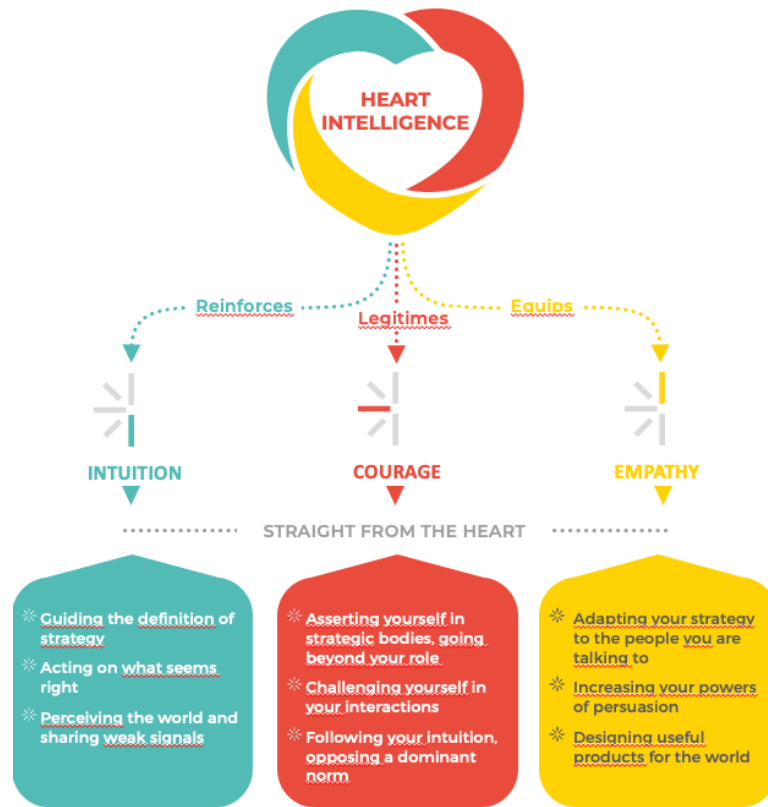 HEART
INTELLIGENCE
Reinforces
Legitimes
Equips
INTUITION
COURAGE
EMPATHY
STRAIGHT FROM THE HEART
Guiding the definition of
strategy
Acting on what seems
right
Perceiving the world and
sharing weak signals
Asserting yourself in
strategic bodies, going
beyond your role
Challenging yourself in
your interactions
Following your intuition,
opposing a dominant
norm
Adapting your strategy
to the people you are
talking to
Increasing your powers
of persuasion
Designing useful
products for the world